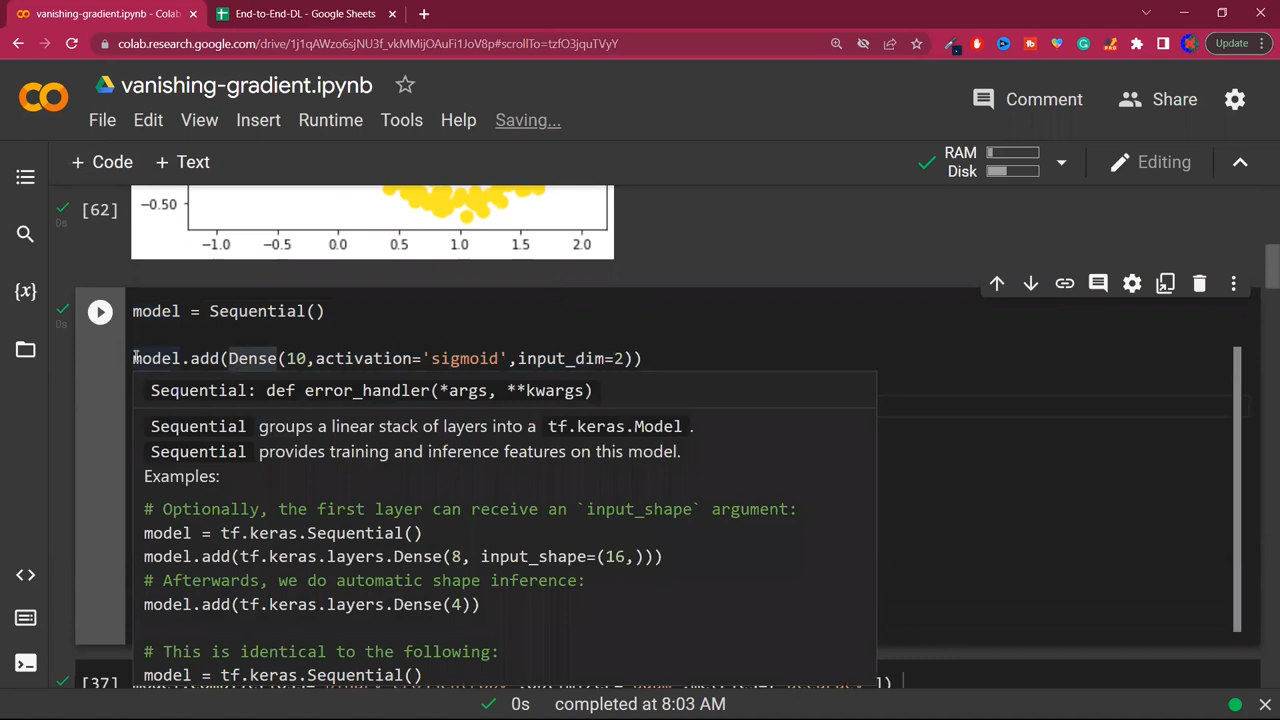 vanishing-gradient.ipynb - Colab
End-to-End-DL - Google Sheets
colab.research.google.com/drive/1j1qAWzo6sjNU3f_vkMMijOAuFi1JoV8p#scrollTo=tzfO3jquTVyY
Update
vanishing-gradient.ipynb
Comment
Share
File Edit View Insert Runtime Tools Help Saving...
+ Code + Text
RAM
Disk
Editing
[62]
0s
−0.50
−1.0 −0.5 0.0 0.5 1.0 1.5 2.0
0s
model = Sequential()
model.add(Dense(10,activation='sigmoid',input_dim=2))
Sequential: def error_handler(*args, **kwargs)
Sequential groups a linear stack of layers into a tf.keras.Model.
Sequential provides training and inference features on this model.
Examples:
# Optionally, the first layer can receive an `input_shape` argument:
model = tf.keras.Sequential()
model.add(tf.keras.layers.Dense(8, input_shape=(16,)))
# Afterwards, we do automatic shape inference:
model.add(tf.keras.layers.Dense(4))
# This is identical to the following:
model = tf.keras.Sequential()
[37]
0s completed at 8:03 AM